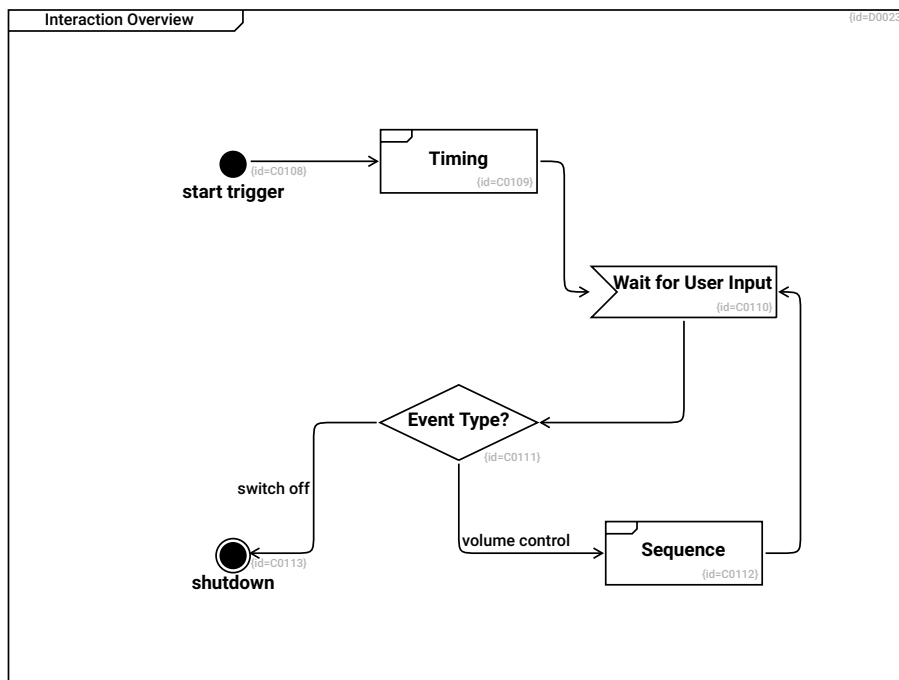 Interaction Overview
{id=D0023
Timing
{id=C0108}
{id=C0109}
start trigger
Wait for User Input
{id=C0110}
Event Type?
{id=C0111}
switch off
volume control
Sequence
{id=C0113}
{id=C0112}
shutdown